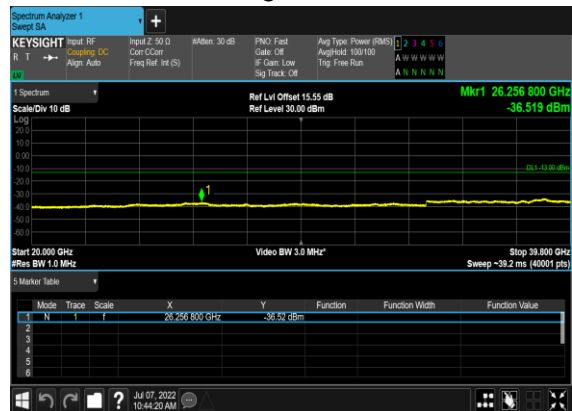 Spectrum Analyzer 1
Swept SA
+
KEYSIGHT Input: RF Input Z: 50 Ω #Atten: 30 dB PNO: Fast Avg Type: Power (RMS) 1 2 3 4 5 6
R T Coupling: DC Corr CCorr Gate: Off Avg|Hold: 100/100 A W W W W W
Align: Auto Freq Ref: Int (S) IF Gain: Low Trig: Free Run
LXI Sig Track: Off A N N N N N
1 Spectrum Ref Lvl Offset 15.55 dB Mkr1 26.256 800 GHz
Scale/Div 10 dB Ref Level 30.00 dBm -36.519 dBm
Log
20.0
10.0
0.00
-10.0 DL1 -13.00 dBm
-20.0
-30.0 1
-40.0
-50.0
-60.0
Start 20.000 GHz Video BW 3.0 MHz* Stop 39.800 GHz
#Res BW 1.0 MHz Sweep ~39.2 ms (40001 pts)
5 Marker Table
Mode Trace Scale X Y Function Function Width Function Value
1 N 1 f 26.256 800 GHz -36.52 dBm
2
3
4
5
6
? Jul 07, 2022
10:44:20 AM